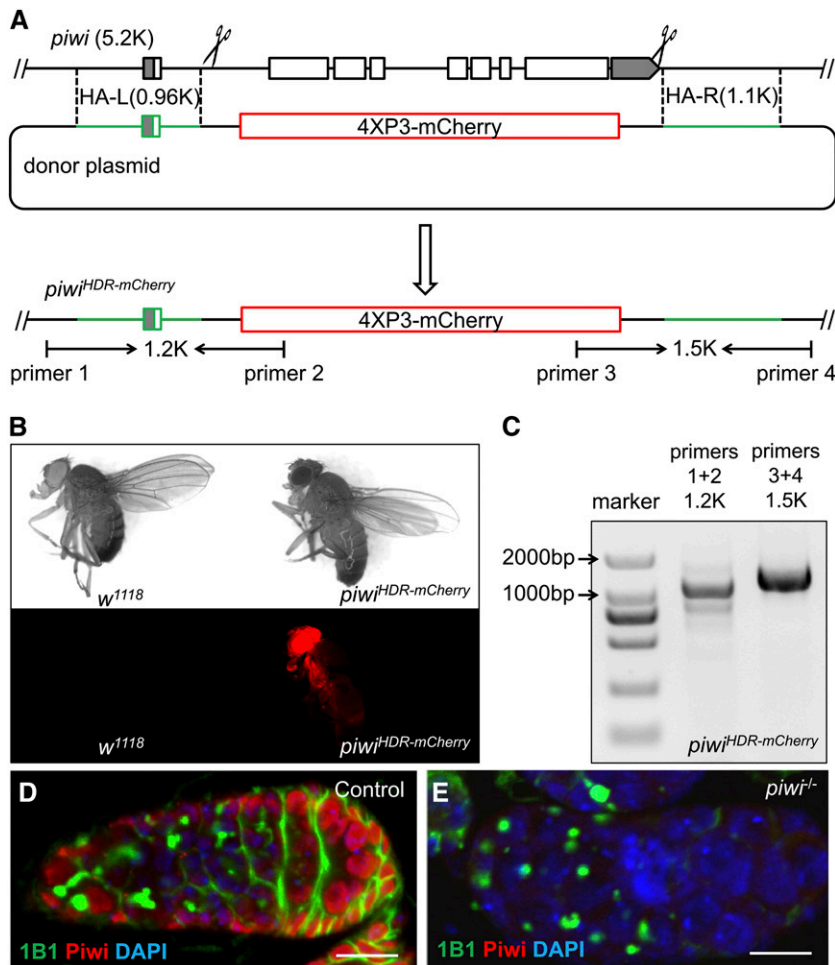 A
piwi (5.2K)
HA-L(0.96K)
HA-R(1.1K)
4XP3-mCherry
donor plasmid
piwiHDR-mCherry
4XP3-mCherry
1.2K
1.5K
primer 1
primer 2
primer 3
primer 4
B
w1118
piwiHDR-mCherry
w1118
piwiHDR-mCherry
C
primers
1+2
1.2K
primers
3+4
1.5K
marker
2000bp
1000bp
piwiHDR-mCherry
D
Control
1B1 Piwi DAPI
E
piwi-/-
1B1 Piwi DAPI